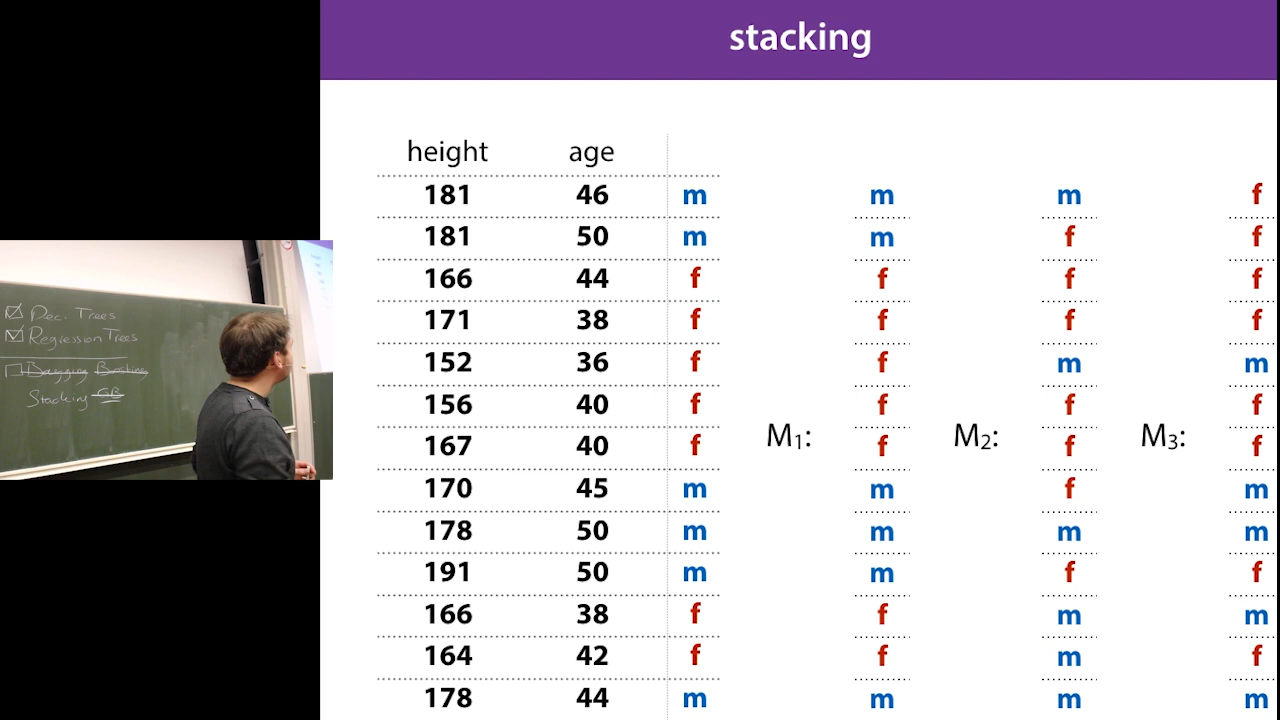 stacking
height age
181 46 m m m f
181 50 m m f f
166 44 f f f f
171 38 f f f f
152 36 f f m m
156 40 f f f f
M1: M2: M3:
167 40 f f f f
170 45 m m f m
178 50 m m m m
191 50 m m f f
166 38 f f m m
164 42 f f m f
178 44 m m m m
Dec. Trees
Regression Trees
Bagging Boosting
Stacking GB